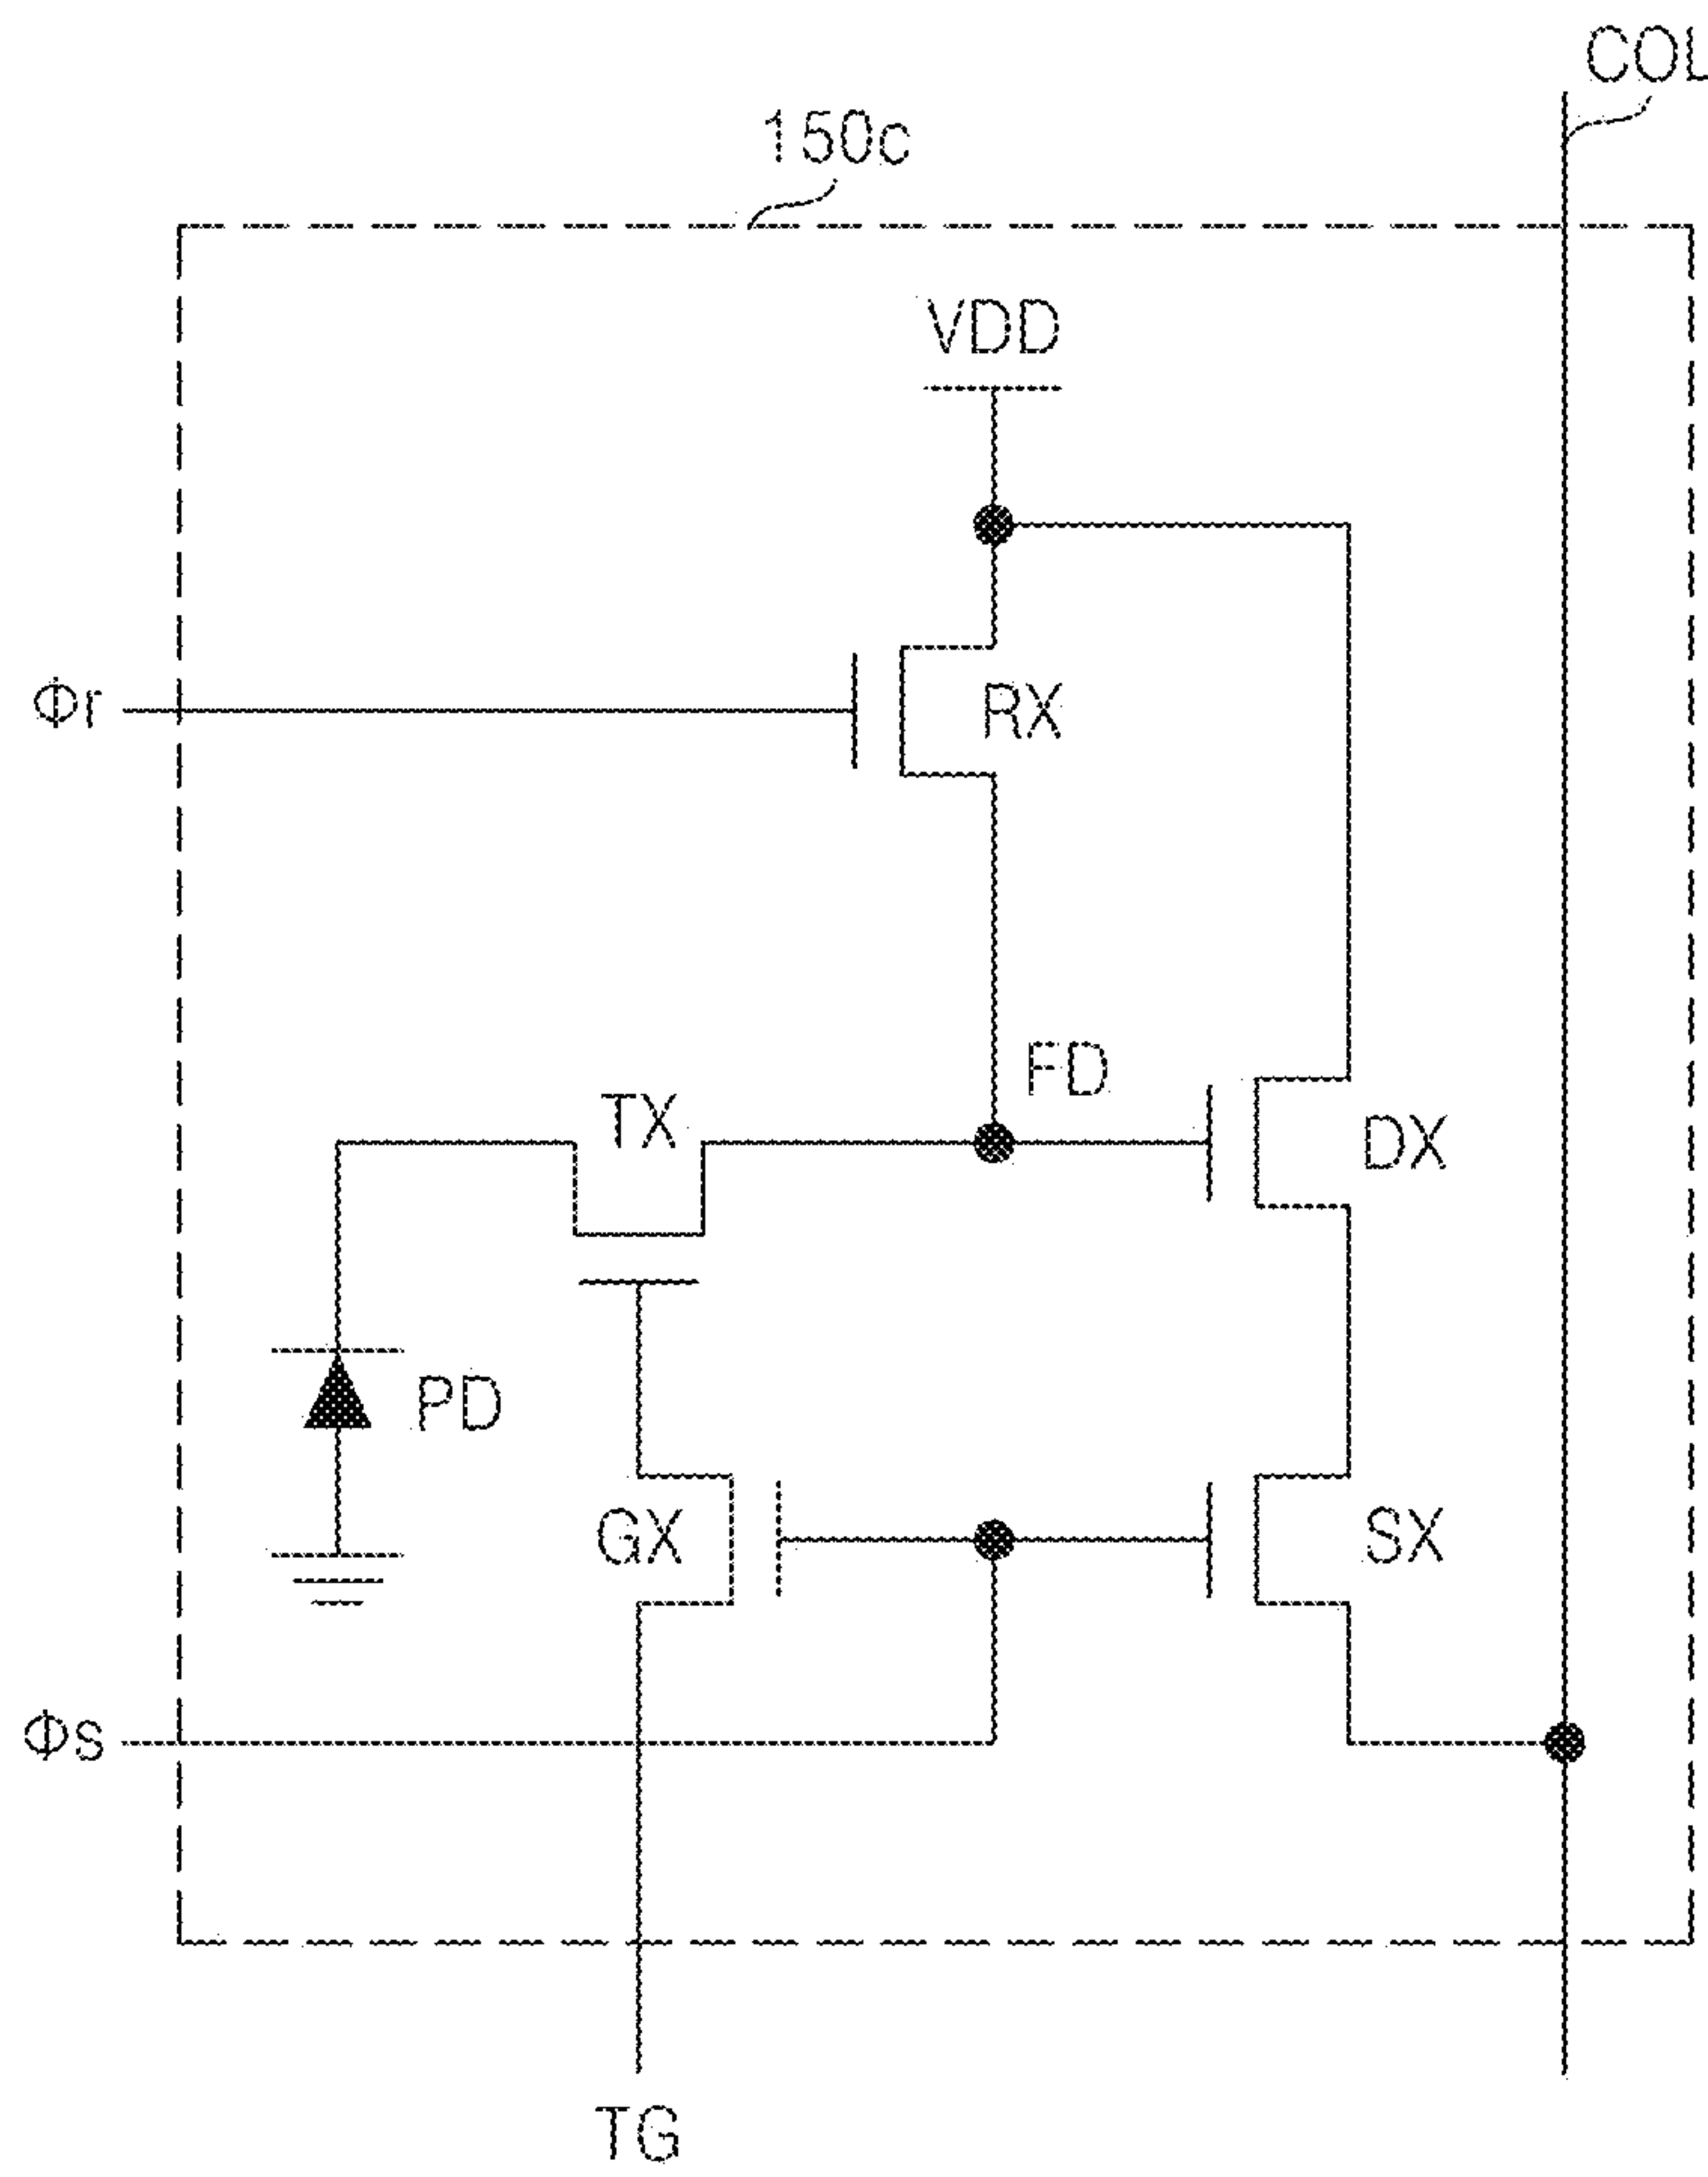 COL
150c
VDD
Φr
RX
FD
TX
DX
PD
GX
SX
Φs
TG